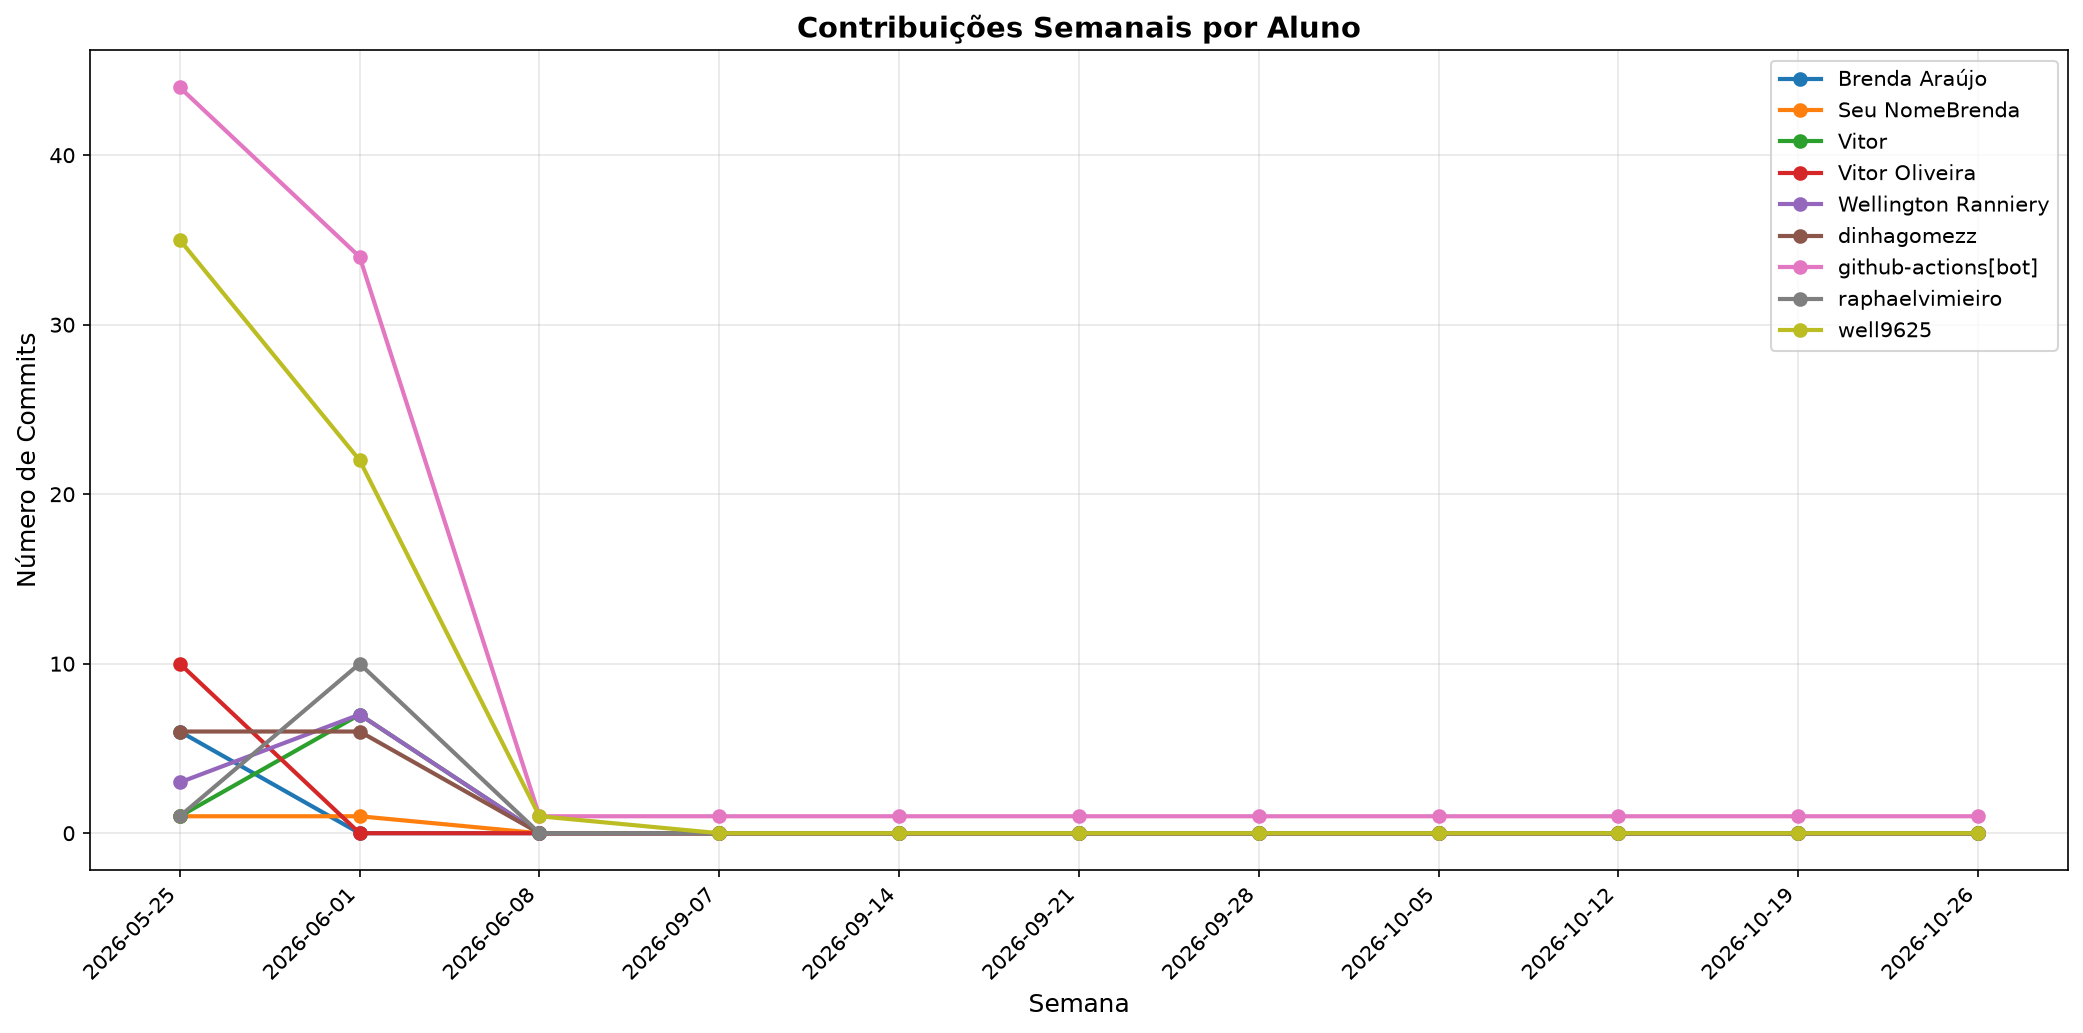 Contribuições Semanais por Aluno
Número de Commits
40
30
20
10
0
Brenda Araújo
Seu NomeBrenda
Vitor
Vitor Oliveira
Wellington Ranniery
dinhagomezz
github-actions[bot]
raphaelvimieiro
well9625
2026-05-25
2026-06-01
2026-06-08
2026-09-07
2026-09-14
2026-09-21
2026-09-28
2026-10-05
2026-10-12
2026-10-19
2026-10-26
Semana